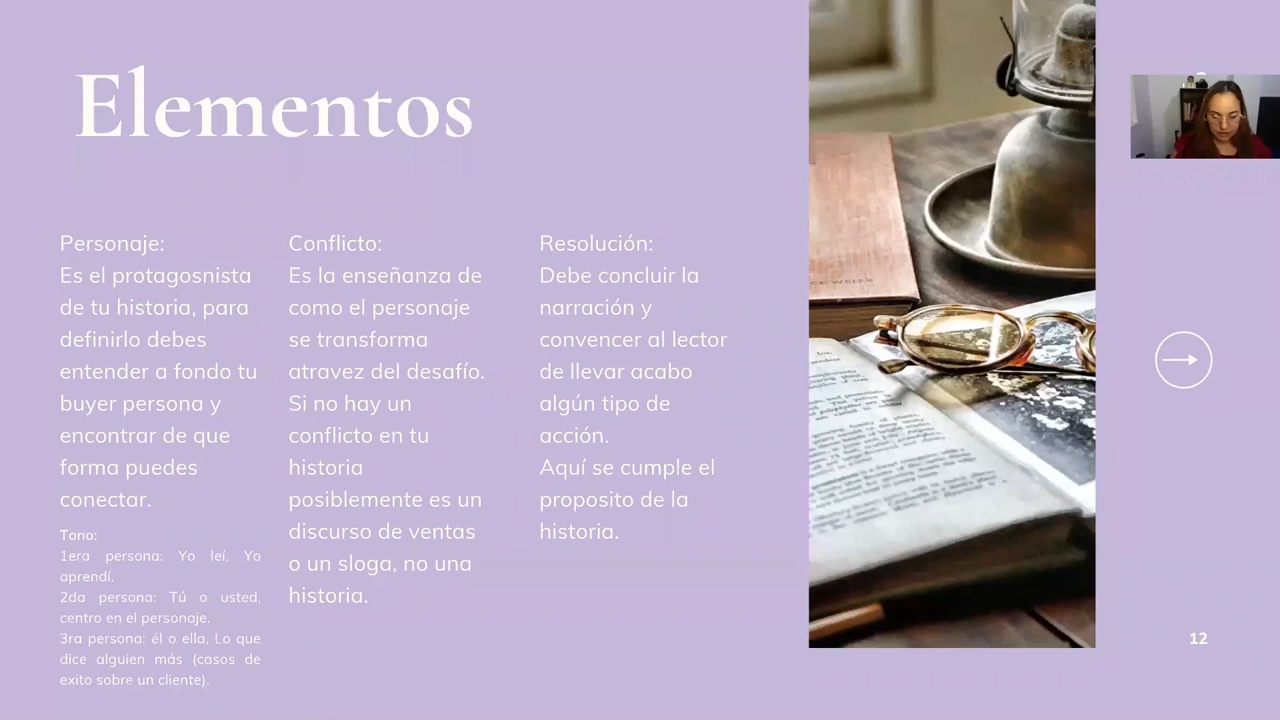 Elementos
Personaje:
Es el protagosnista
de tu historia, para
definirlo debes
entender a fondo tu
buyer persona y
encontrar de que
forma puedes
conectar.
Tono:
1era persona: Yo leí, Yo
aprendí.
2da persona: Tú o usted,
centro en el personaje.
3ra persona: él o ella, Lo que
dice alguien más (casos de
exito sobre un cliente).
Conflicto:
Es la enseñanza de
como el personaje
se transforma
atravez del desafío.
Si no hay un
conflicto en tu
historia
posiblemente es un
discurso de ventas
o un sloga, no una
historia.
Resolución:
Debe concluir la
narración y
convencer al lector
de llevar acabo
algún tipo de
acción.
Aquí se cumple el
proposito de la
historia.
12